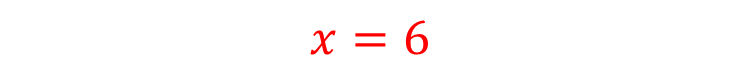 x = 6